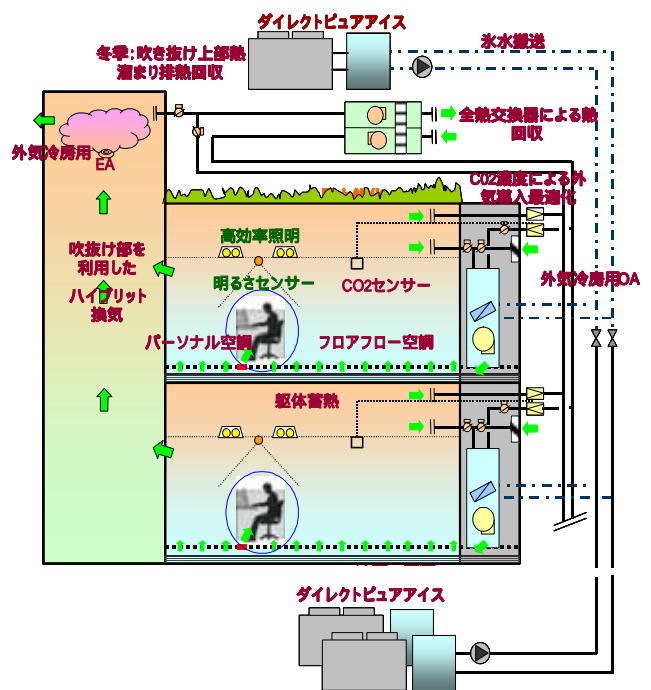 ダイレクトピュアアイス
氷水搬送
冬季:吹き抜け上部熱
溜まり排熱回収
全熱交換器による熱
回収
外気冷房用
EA
CO2濃度による外
気導入最適化
高効率照明
吹抜け部を
利用した
ハイブリット
換気
明るさセンサー
CO2センサー
外気冷房用OA
パーソナル空調
フロアフロー空調
躯体蓄熱
ダイレクトピュアアイス